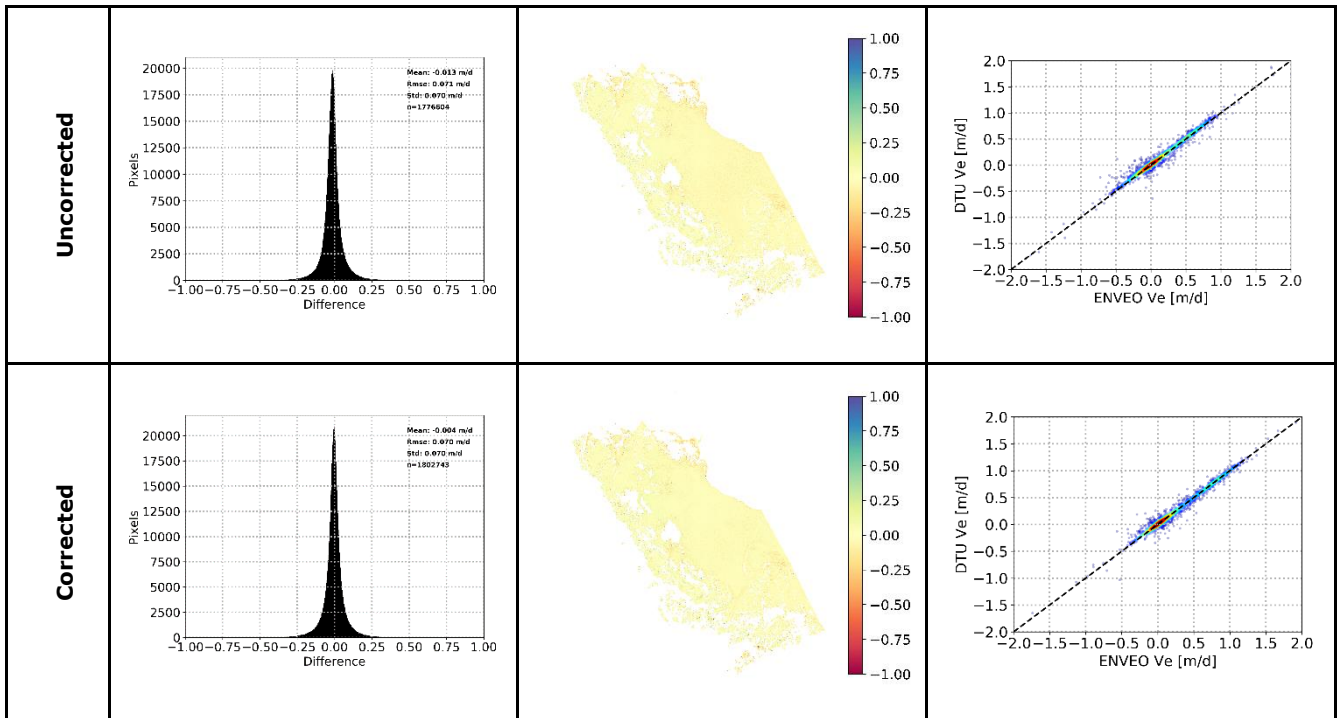 Uncorrected
20000
17500
15000
12500
10000
7500
5000
2500
0
Pixels
Mean: -0.013 m/d
Rmse: 0.071 m/d
Std: 0.070 m/d
n=1776604
−1.00−0.75−0.50−0.25 0.00 0.25 0.50 0.75 1.00
Difference
1.00
0.75
0.50
0.25
0.00
−0.25
−0.50
−0.75
−1.00
2.0
1.5
1.0
0.5
0.0
−0.5
−1.0
−1.5
−2.0
DTU Ve [m/d]
−2.0−1.5−1.0−0.5 0.0 0.5 1.0 1.5 2.0
ENVEO Ve [m/d]
Corrected
20000
17500
15000
12500
10000
7500
5000
2500
0
Pixels
Mean: -0.004 m/d
Rmse: 0.070 m/d
Std: 0.070 m/d
n=1802743
−1.00−0.75−0.50−0.25 0.00 0.25 0.50 0.75 1.00
Difference
1.00
0.75
0.50
0.25
0.00
−0.25
−0.50
−0.75
−1.00
2.0
1.5
1.0
0.5
0.0
−0.5
−1.0
−1.5
−2.0
DTU Ve [m/d]
−2.0−1.5−1.0−0.5 0.0 0.5 1.0 1.5 2.0
ENVEO Ve [m/d]